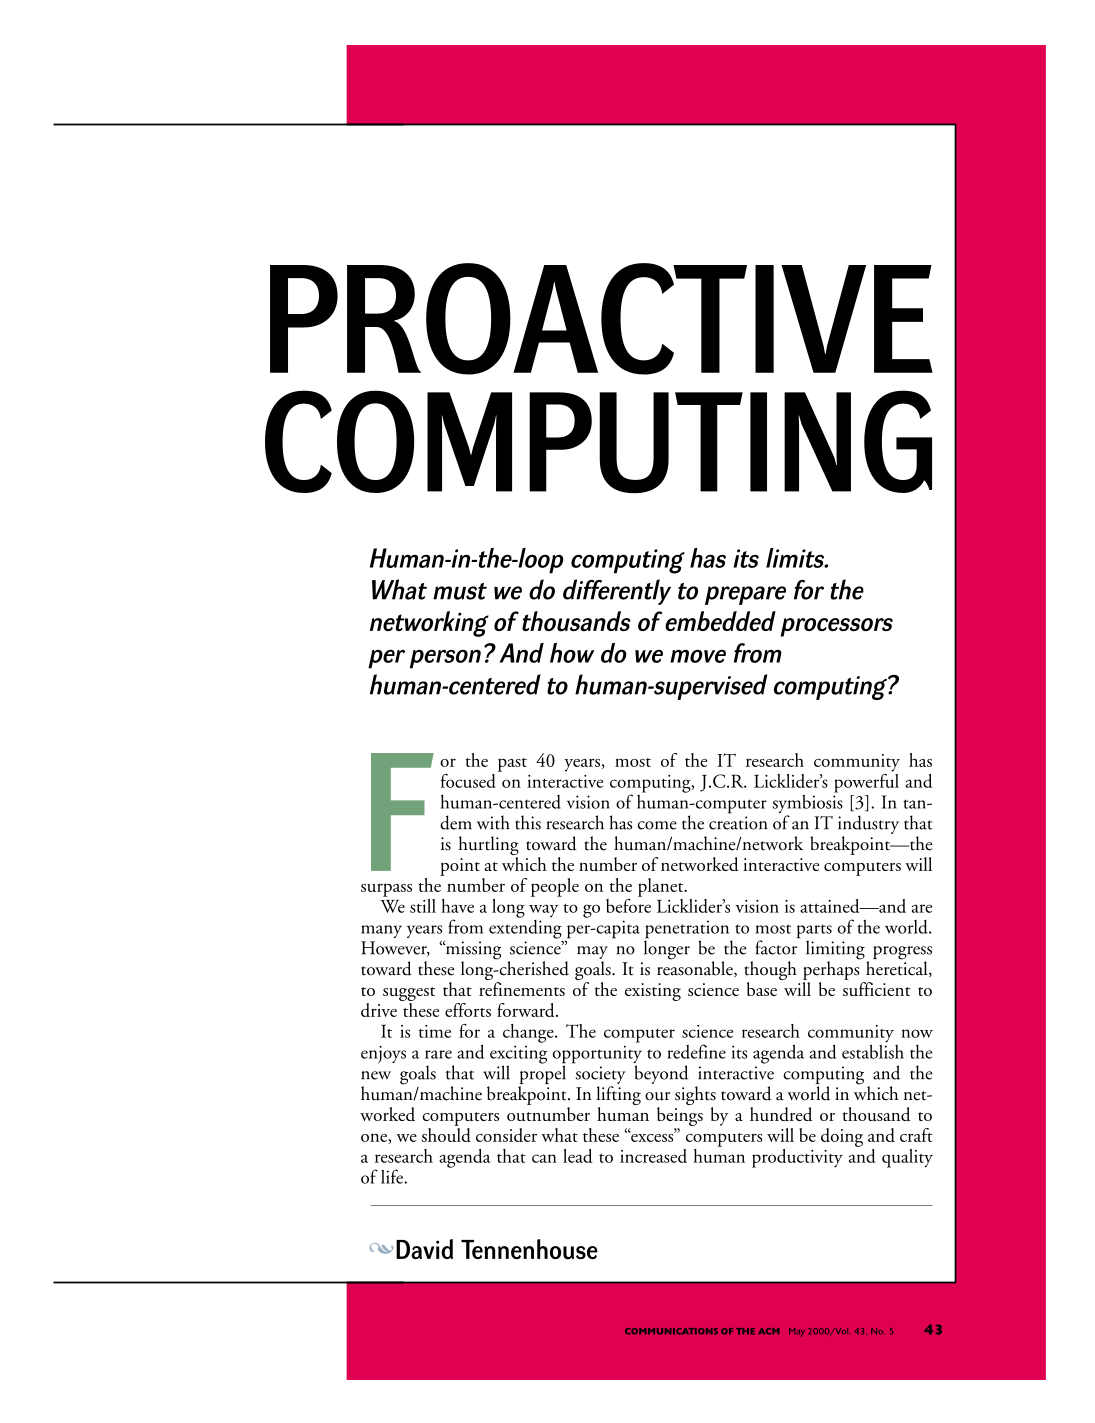 PROACTIVE
COMPUTING
Human-in-the-loop computing has its limits.
What must we do differently to prepare for the
networking of thousands of embedded processors
per person? And how do we move from
human-centered to human-supervised computing?
For the past 40 years, most of the IT research community has
focused on interactive computing, J.C.R. Licklider’s powerful and
human-centered vision of human-computer symbiosis [3]. In tan-
dem with this research has come the creation of an IT industry that
is hurtling toward the human/machine/network breakpoint—the
point at which the number of networked interactive computers will
surpass the number of people on the planet.
We still have a long way to go before Licklider’s vision is attained—and are
many years from extending per-capita penetration to most parts of the world.
However, “missing science” may no longer be the factor limiting progress
toward these long-cherished goals. It is reasonable, though perhaps heretical,
to suggest that refinements of the existing science base will be sufficient to
drive these efforts forward.
It is time for a change. The computer science research community now
enjoys a rare and exciting opportunity to redefine its agenda and establish the
new goals that will propel society beyond interactive computing and the
human/machine breakpoint. In lifting our sights toward a world in which net-
worked computers outnumber human beings by a hundred or thousand to
one, we should consider what these “excess” computers will be doing and craft
a research agenda that can lead to increased human productivity and quality
of life.
David Tennenhouse
COMMUNICATIONS OF THE ACM May 2000/Vol. 43, No. 5 43